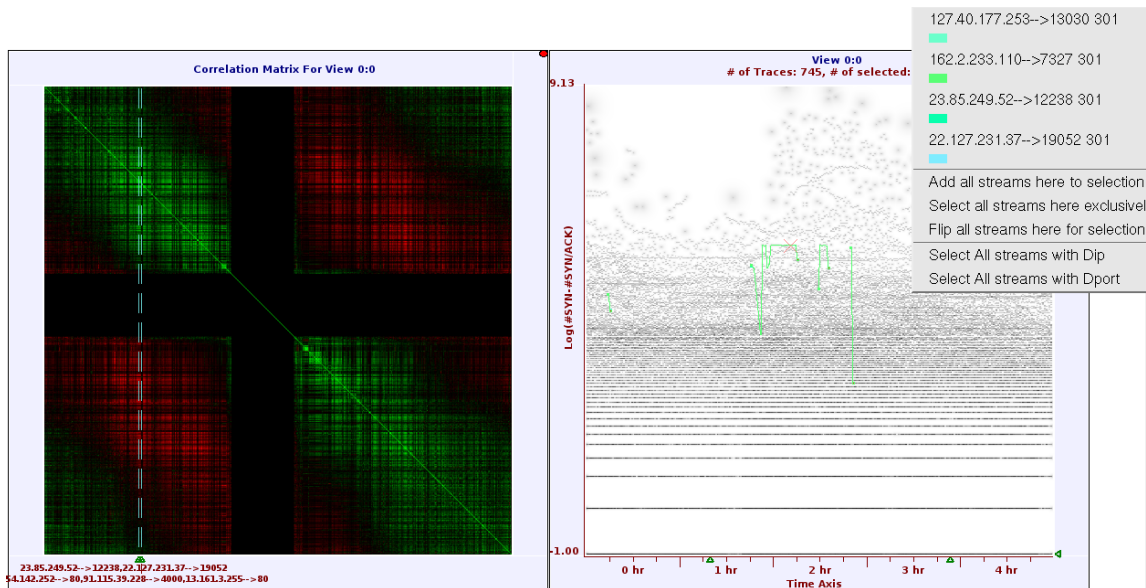 127.40.177.253-->13030 301
162.2.233.110-->7327 301
23.85.249.52-->12238 301
22.127.231.37-->19052 301
Add all streams here to selection
Select all streams here exclusivel
Flip all streams here for selection
Select All streams with Dip
Select All streams with Dport
Correlation Matrix For View 0:0
23.85.249.52-->12238,22.127.231.37-->19052
54.142.252-->80,91.115.39.228-->4000,13.161.3.255-->80
View 0:0
# of Traces: 745, # of selected:
9.13
Log(#SYN-#SYN/ACK)
-1.00
0 hr 1 hr 2 hr 3 hr 4 hr
Time Axis